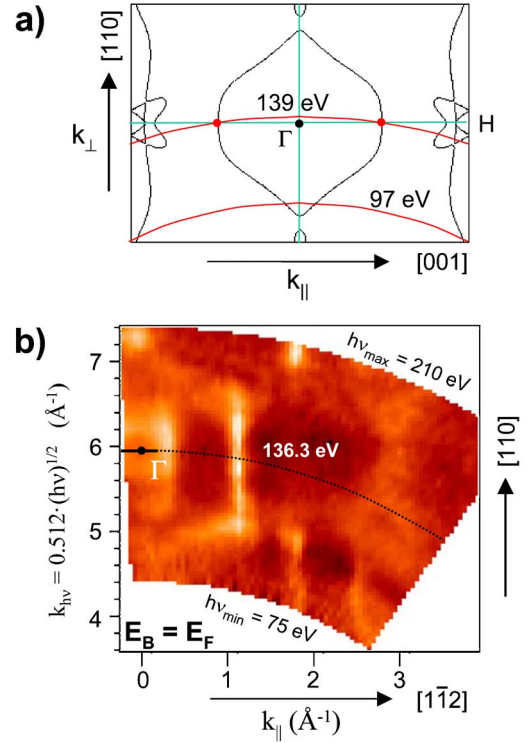 a)
[110]
k⊥
139 eV
Γ
H
97 eV
k||
[001]
b)
hνmax = 210 eV
7
6
5
4
136.3 eV
Γ
khν = 0.512·(hν)1/2 (Å-1)
[110]
hνmin = 75 eV
EB = EF
0 1 2 3
k|| (Å-1)
[11̄2]